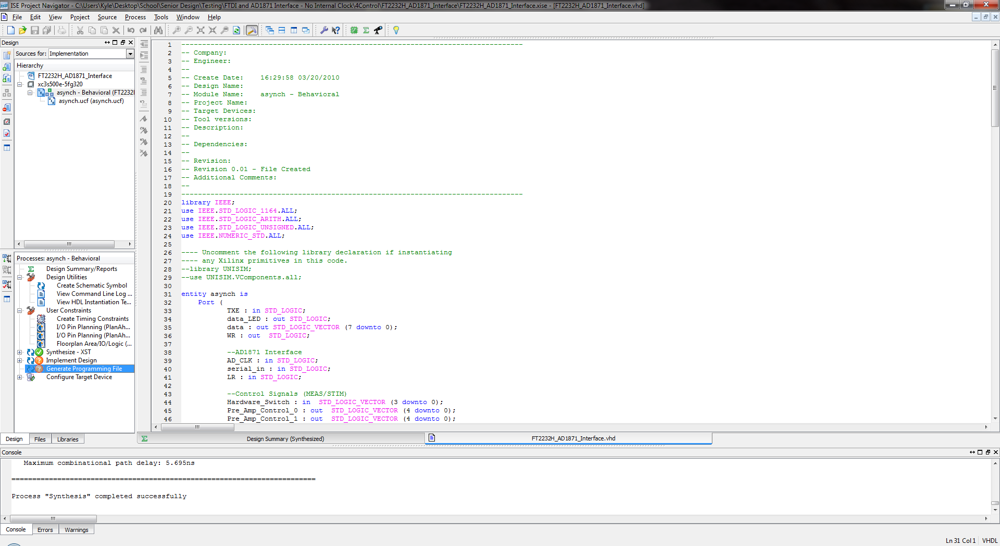 ISE Project Navigator - C:\Users\Kyle\Desktop\School\Senior Design\Testing\FTDI and AD1871 Interface - No Internal Clock\4Control\FT2232H_AD1871_Interface\FT2232H_AD1871_Interface.xise - [FT2232H_AD1871_Interface.vhd]
File Edit View Project Source Process Tools Window Help
Design
Sources for: Implementation
Hierarchy
FT2232H_AD1871_Interface
xc3s500e-5fg320
asynch - Behavioral (FT2232H
asynch.ucf (asynch.ucf)
Processes: asynch - Behavioral
Design Summary/Reports
Design Utilities
Create Schematic Symbol
View Command Line Log ...
View HDL Instantiation Te...
User Constraints
Create Timing Constraints
I/O Pin Planning (PlanAh...
I/O Pin Planning (PlanAh...
Floorplan Area/IO/Logic (...
Synthesize - XST
Implement Design
Generate Programming File
Configure Target Device
Design Files Libraries
1 ----------------------------------------------------------------------------------
2 -- Company:
3 -- Engineer:
4 --
5 -- Create Date:    16:29:58 03/20/2010
6 -- Design Name:
7 -- Module Name:    asynch - Behavioral
8 -- Project Name:
9 -- Target Devices:
10 -- Tool versions:
11 -- Description:
12 --
13 -- Dependencies:
14 --
15 -- Revision:
16 -- Revision 0.01 - File Created
17 -- Additional Comments:
18 --
19 ----------------------------------------------------------------------------------
20 library IEEE;
21 use IEEE.STD_LOGIC_1164.ALL;
22 use IEEE.STD_LOGIC_ARITH.ALL;
23 use IEEE.STD_LOGIC_UNSIGNED.ALL;
24 use IEEE.NUMERIC_STD.ALL;
25
26 ---- Uncomment the following library declaration if instantiating
27 ---- any Xilinx primitives in this code.
28 --library UNISIM;
29 --use UNISIM.VComponents.all;
30
31 entity asynch is
32 Port (
33 TXE : in STD_LOGIC;
34 data_LED : out STD_LOGIC;
35 data : out STD_LOGIC_VECTOR (7 downto 0);
36 WR : out  STD_LOGIC;
37
38 --AD1871 Interface
39 AD_CLK : in STD_LOGIC;
40 serial_in : in STD_LOGIC;
41 LR : in STD_LOGIC;
42
43 --Control Signals (MEAS/STIM)
44 Hardware_Switch : in  STD_LOGIC_VECTOR (3 downto 0);
45 Pre_Amp_Control_0 : out  STD_LOGIC_VECTOR (4 downto 0);
46 Pre_Amp_Control_1 : out  STD_LOGIC_VECTOR (4 downto 0);
Design Summary (Synthesized) FT2232H_AD1871_Interface.vhd
Console
Maximum combinational path delay: 5.695ns
=========================================================================
Process "Synthesis" completed successfully
Console Errors Warnings
Ln 31 Col 1 VHDL